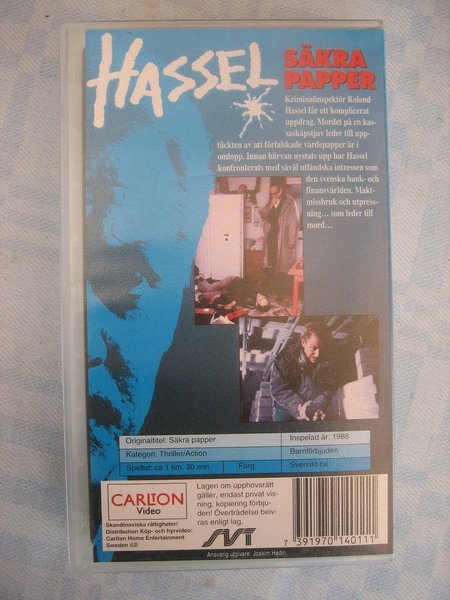 HASSEL
SÄKRA
PAPPER
Kriminalinspektör Roland
Hassel får ett komplicerat
uppdrag. Mordet på en kas-
saskåpstjuv leder till upp-
täckten av att förfalskade värdepapper är i
omlopp. Innan härvan nystats upp har Hassel
konfronterats med såväl utländska intressen som
den svenska bank- och
finansvärlden. Makt-
missbruk och utpress-
ning... som leder till
mord...
Originaltitel: Säkra papper
Inspelad år: 1988
Kategori: Thriller/Action
Barnförbjuden
Speltid: ca 1 tim. 30 min.
Färg
Svenskt tal
CARLTON
Video
Skandinaviska rättigheter/
Distribution Köp- och hyrvideo:
Carlton Home Entertainment
Sweden AB
Lagen om upphovsrätt
gäller, endast privat vis-
ning, kopiering förbju-
den! Överträdelse beiv-
ras enligt lag.
SVT
Ansvarig utgivare: Joakim Hedin
7 391970 140111